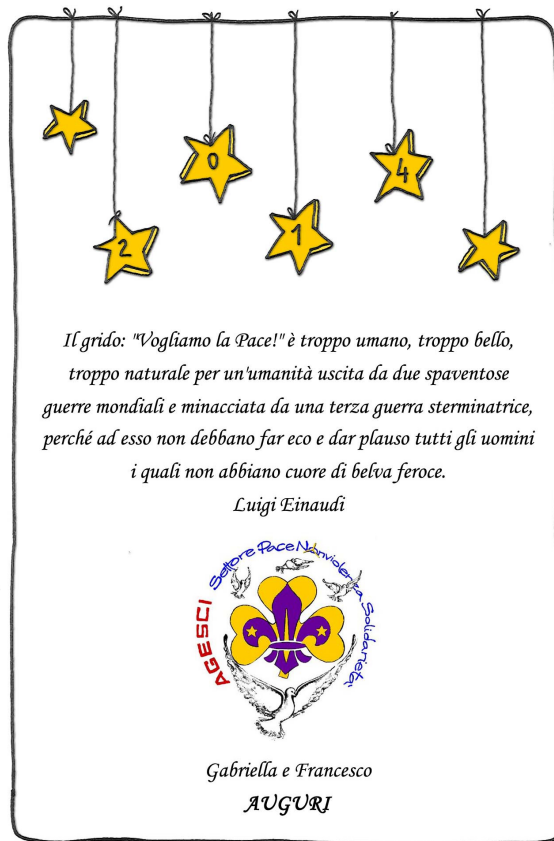 2 0 1 4
Il grido: "Vogliamo la Pace!" è troppo umano, troppo bello,
troppo naturale per un'umanità uscita da due spaventose
guerre mondiali e minacciata da una terza guerra sterminatrice,
perché ad esso non debbano far eco e dar plauso tutti gli uomini
i quali non abbiano cuore di belva feroce.
Luigi Einaudi
AGESCI
Settore Pace Nonviolenza Solidarietà
Gabriella e Francesco
AUGURI